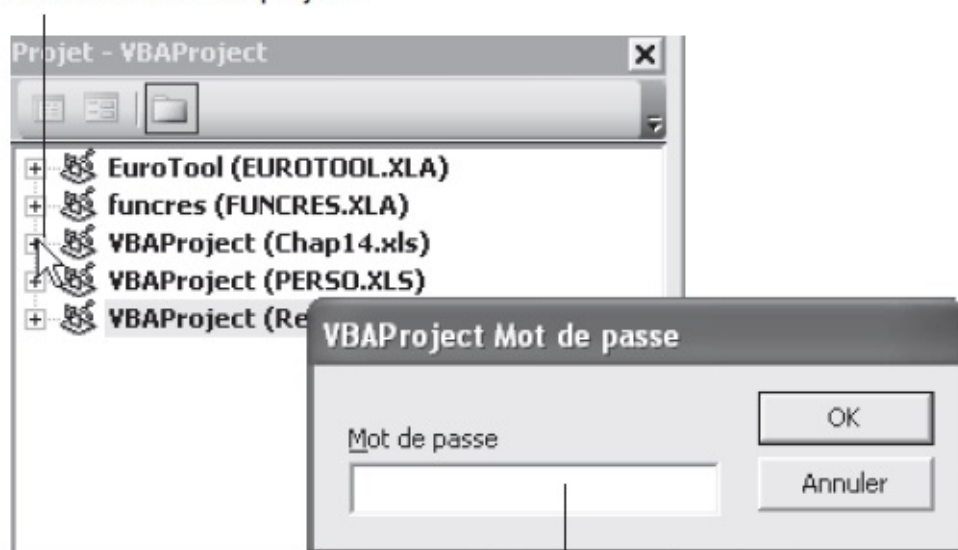 Projet - VBAProject
EuroTool (EUROTOOL.XLA)
funcres (FUNCRES.XLA)
VBAProject (Chap14.xls)
VBAProject (PERSO.XLS)
VBAProject (Re
VBAProject Mot de passe
OK
Mot de passe
Annuler